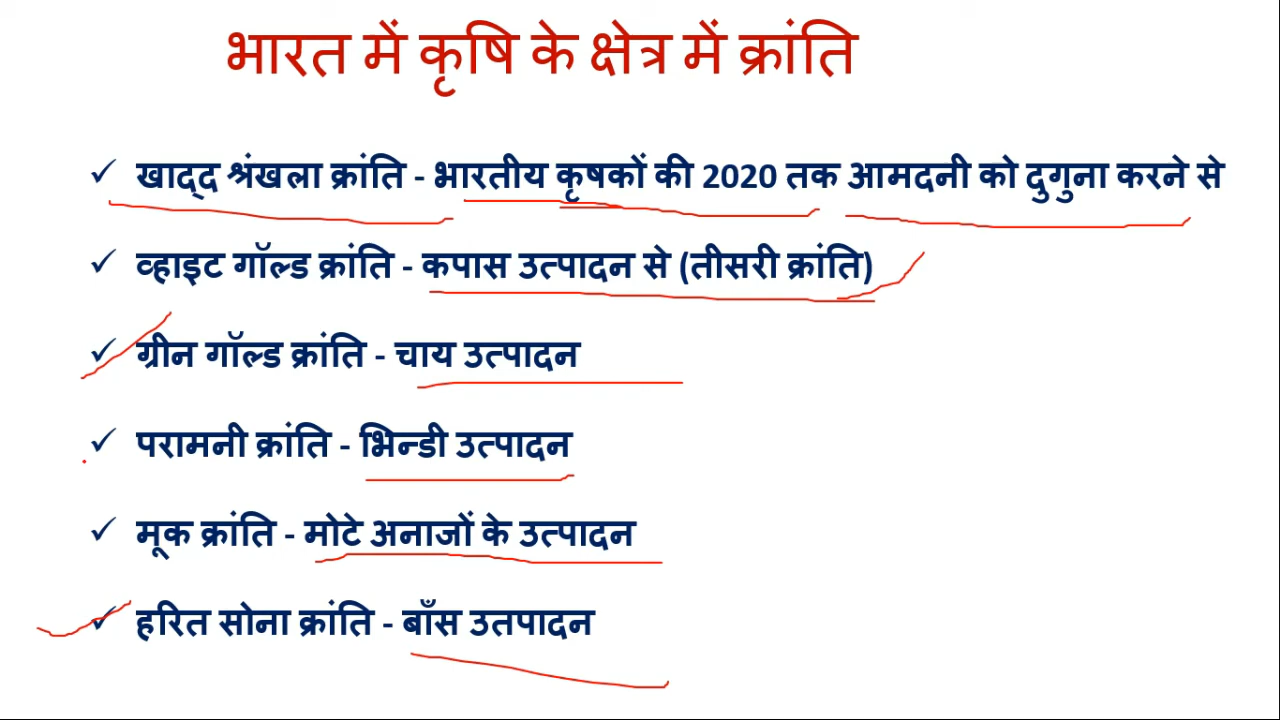 भारत में कृषि के क्षेत्र में क्रांति
✓ खाद्द श्रंखला क्रांति - भारतीय कृषकों की 2020 तक आमदनी को दुगुना करने से
✓ व्हाइट गॉल्ड क्रांति - कपास उत्पादन से (तीसरी क्रांति)
✓ ग्रीन गॉल्ड क्रांति - चाय उत्पादन
✓ परामनी क्रांति - भिन्डी उत्पादन
✓ मूक क्रांति - मोटे अनाजों के उत्पादन
✓ हरित सोना क्रांति - बाँस उतपादन